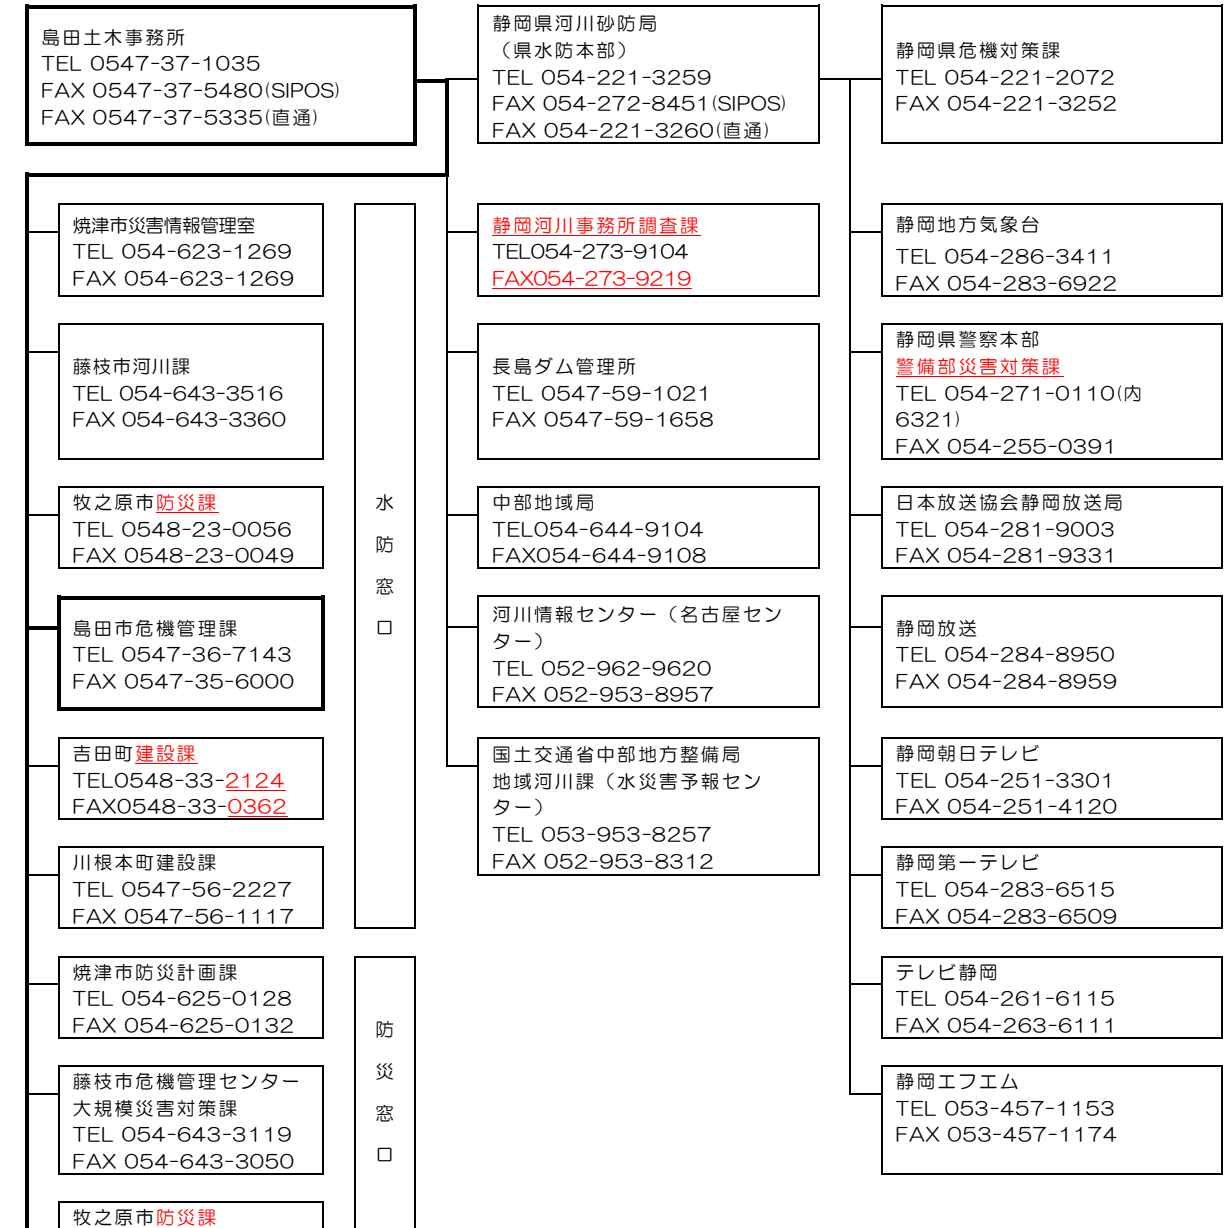 島田土木事務所
TEL 0547-37-1035
FAX 0547-37-5480(SIPOS)
FAX 0547-37-5335(直通)
静岡県河川砂防局
（県水防本部）
TEL 054-221-3259
FAX 054-272-8451(SIPOS)
FAX 054-221-3260(直通)
静岡県危機対策課
TEL 054-221-2072
FAX 054-221-3252
焼津市災害情報管理室
TEL 054-623-1269
FAX 054-623-1269
藤枝市河川課
TEL 054-643-3516
FAX 054-643-3360
牧之原市防災課
TEL 0548-23-0056
FAX 0548-23-0049
島田市危機管理課
TEL 0547-36-7143
FAX 0547-35-6000
吉田町建設課
TEL0548-33-2124
FAX0548-33-0362
川根本町建設課
TEL 0547-56-2227
FAX 0547-56-1117
水防窓口
焼津市防災計画課
TEL 054-625-0128
FAX 054-625-0132
藤枝市危機管理センター
大規模災害対策課
TEL 054-643-3119
FAX 054-643-3050
牧之原市防災課
防災窓口
静岡河川事務所調査課
TEL054-273-9104
FAX054-273-9219
長島ダム管理所
TEL 0547-59-1021
FAX 0547-59-1658
中部地域局
TEL054-644-9104
FAX054-644-9108
河川情報センター（名古屋セン
ター）
TEL 052-962-9620
FAX 052-953-8957
国土交通省中部地方整備局
地域河川課（水災害予報セン
ター）
TEL 053-953-8257
FAX 052-953-8312
静岡地方気象台
TEL 054-286-3411
FAX 054-283-6922
静岡県警察本部
警備部災害対策課
TEL 054-271-0110(内
6321)
FAX 054-255-0391
日本放送協会静岡放送局
TEL 054-281-9003
FAX 054-281-9331
静岡放送
TEL 054-284-8950
FAX 054-284-8959
静岡朝日テレビ
TEL 054-251-3301
FAX 054-251-4120
静岡第一テレビ
TEL 054-283-6515
FAX 054-283-6509
テレビ静岡
TEL 054-261-6115
FAX 054-263-6111
静岡エフエム
TEL 053-457-1153
FAX 053-457-1174